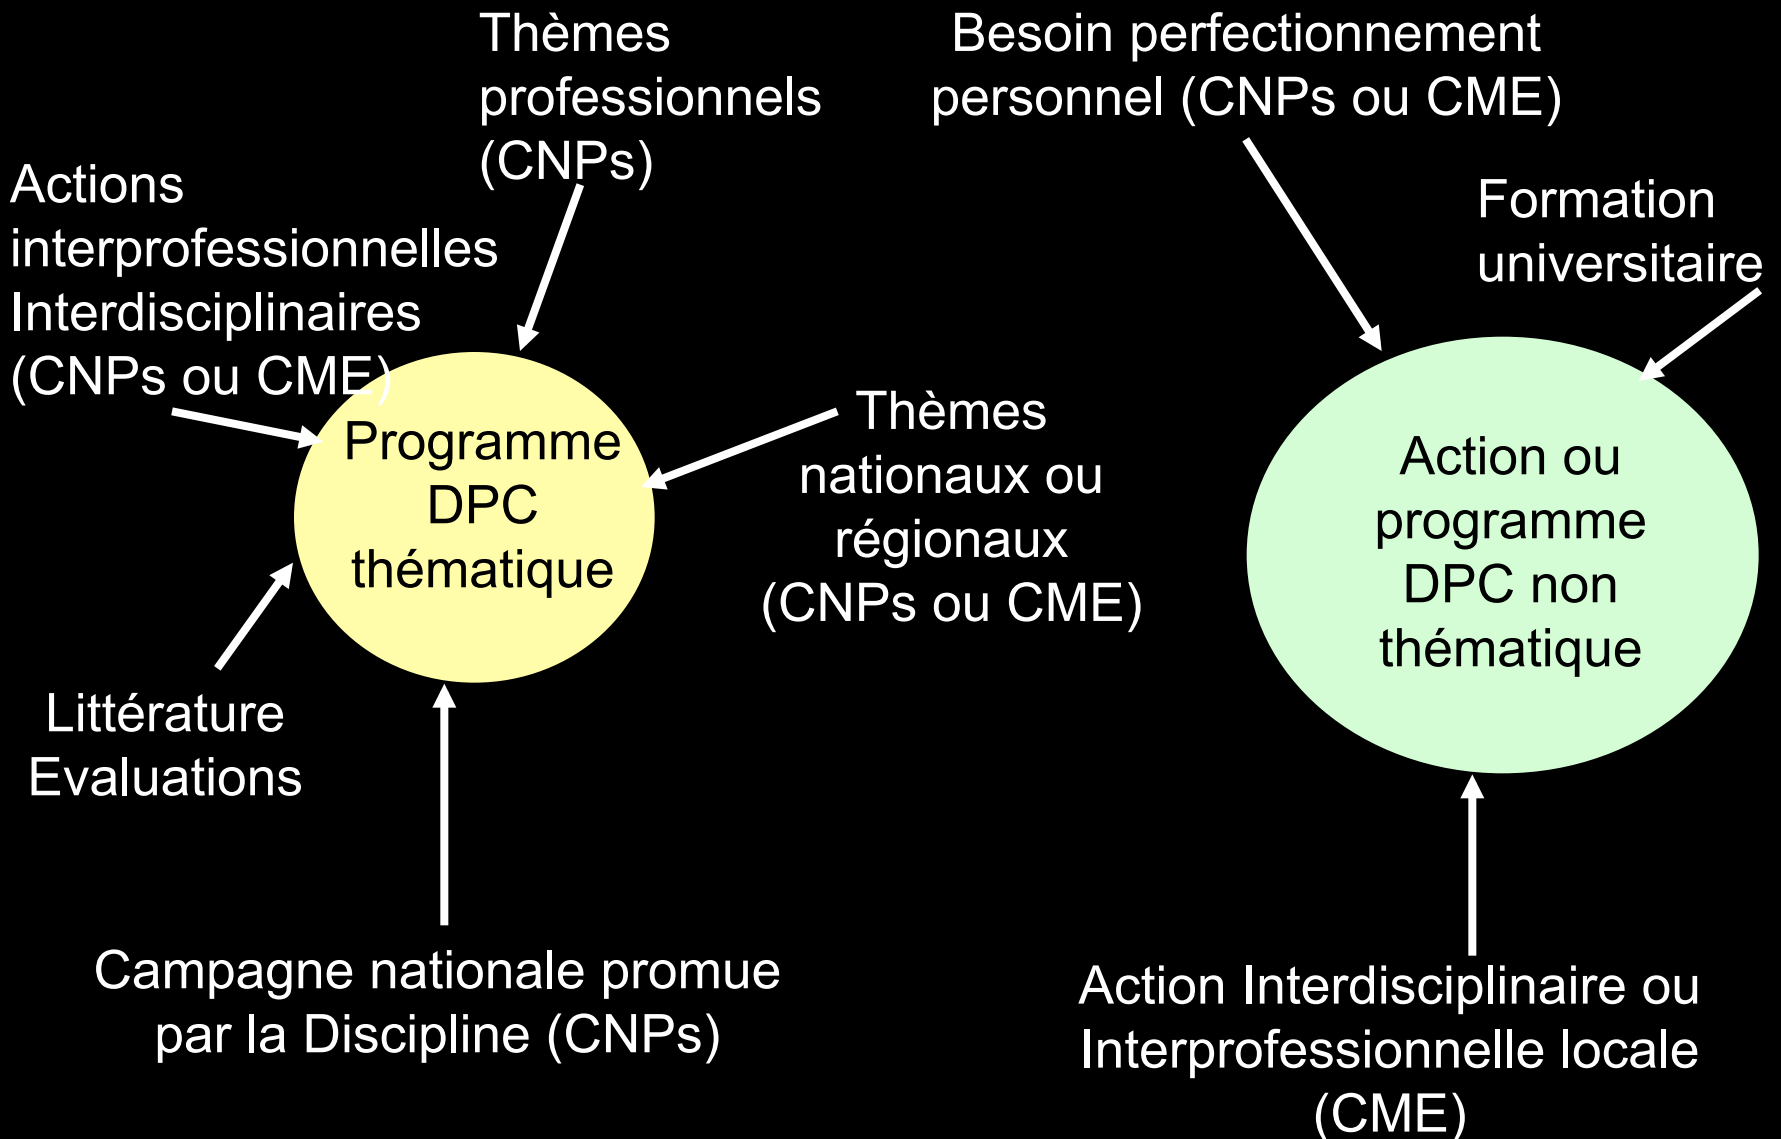 Thèmes
professionnels
(CNPs)
Besoin perfectionnement
personnel (CNPs ou CME)
Actions
interprofessionnelles
Interdisciplinaires
(CNPs ou CME)
Formation
universitaire
Programme
DPC
thématique
Thèmes
nationaux ou
régionaux
(CNPs ou CME)
Action ou
programme
DPC non
thématique
Littérature
Evaluations
Campagne nationale promue
par la Discipline (CNPs)
Action Interdisciplinaire ou
Interprofessionnelle locale
(CME)